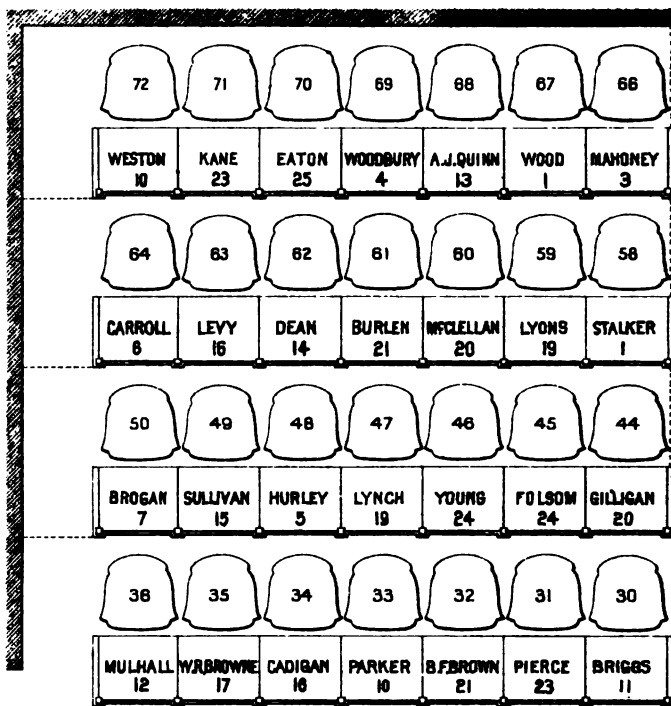 72 71 70 69 68 67 66
WESTON KANE EATON WOODBURY A.J.QUINN WOOD MAHONEY
10 23 25 4 13 1 3
64 63 62 61 60 59 58
CARROLL LEVY DEAN BURLEN McCLELLAN LYONS STALKER
6 16 14 21 20 19 1
50 49 48 47 46 45 44
BROGAN SULLIVAN HURLEY LYNCH YOUNG FOLSOM GILLIGAN
7 15 5 19 24 24 20
36 35 34 33 32 31 30
MULHALL W.R.BROWNE CADIGAN PARKER B.F.BROWN PIERCE BRIGGS
12 17 16 10 21 23 11